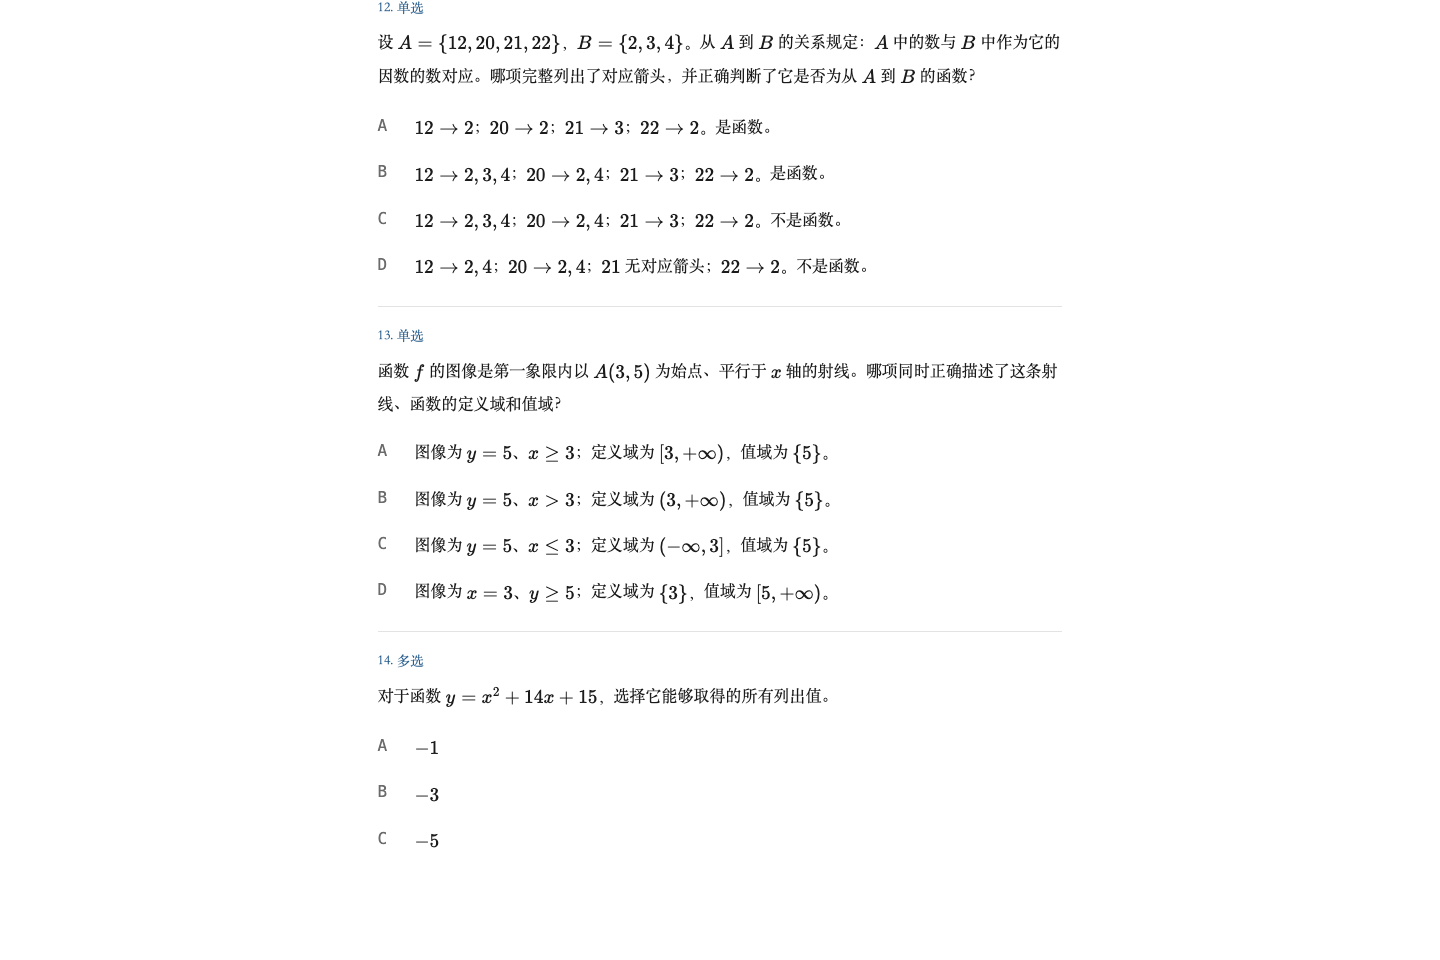 12. 单选
设 A = {12, 20, 21, 22}，B = {2, 3, 4}。从 A 到 B 的关系规定：A 中的数与 B 中作为它的
因数的数对应。哪项完整列出了对应箭头，并正确判断了它是否为从 A 到 B 的函数？
A 12 → 2；20 → 2；21 → 3；22 → 2。是函数。
B 12 → 2, 3, 4；20 → 2, 4；21 → 3；22 → 2。是函数。
C 12 → 2, 3, 4；20 → 2, 4；21 → 3；22 → 2。不是函数。
D 12 → 2, 4；20 → 2, 4；21 无对应箭头；22 → 2。不是函数。
13. 单选
函数 f 的图像是第一象限内以 A(3, 5) 为始点、平行于 x 轴的射线。哪项同时正确描述了这条射
线、函数的定义域和值域？
A 图像为 y = 5、x ≥ 3；定义域为 [3, +∞)，值域为 {5}。
B 图像为 y = 5、x > 3；定义域为 (3, +∞)，值域为 {5}。
C 图像为 y = 5、x ≤ 3；定义域为 (−∞, 3]，值域为 {5}。
D 图像为 x = 3、y ≥ 5；定义域为 {3}，值域为 [5, +∞)。
14. 多选
对于函数 y = x² + 14x + 15，选择它能够取得的所有列出值。
A −1
B −3
C −5